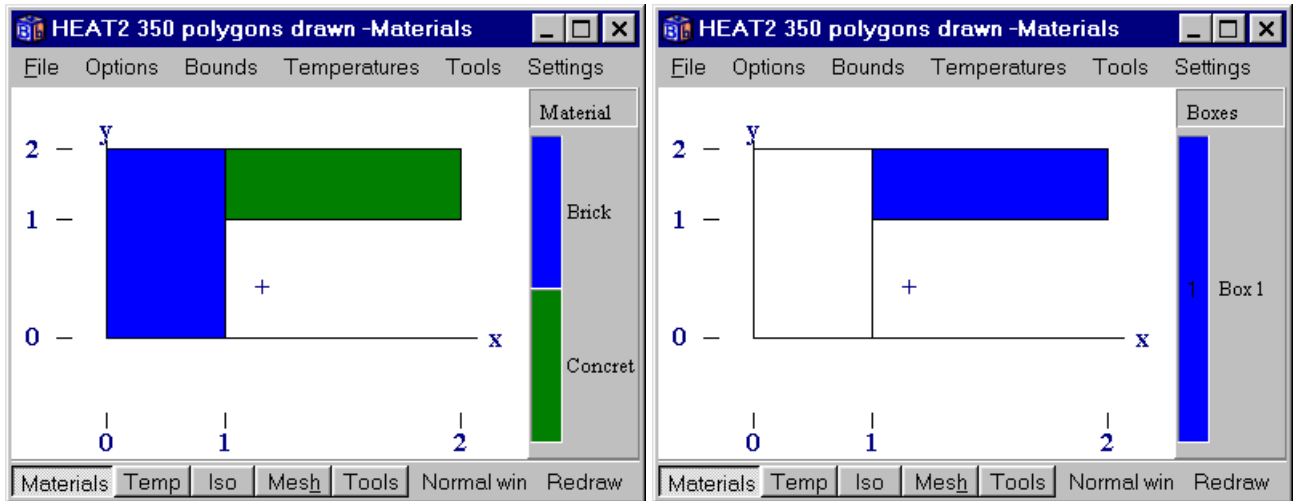 HEAT2 350 polygons drawn -Materials
File Options Bounds Temperatures Tools Settings
Material
y
2
Brick
1
0
x
Concret
0 1 2
Materials Temp Iso Mesh Tools Normal win Redraw
HEAT2 350 polygons drawn -Materials
File Options Bounds Temperatures Tools Settings
Boxes
y
2
1
1 Box 1
0
x
0 1 2
Materials Temp Iso Mesh Tools Normal win Redraw